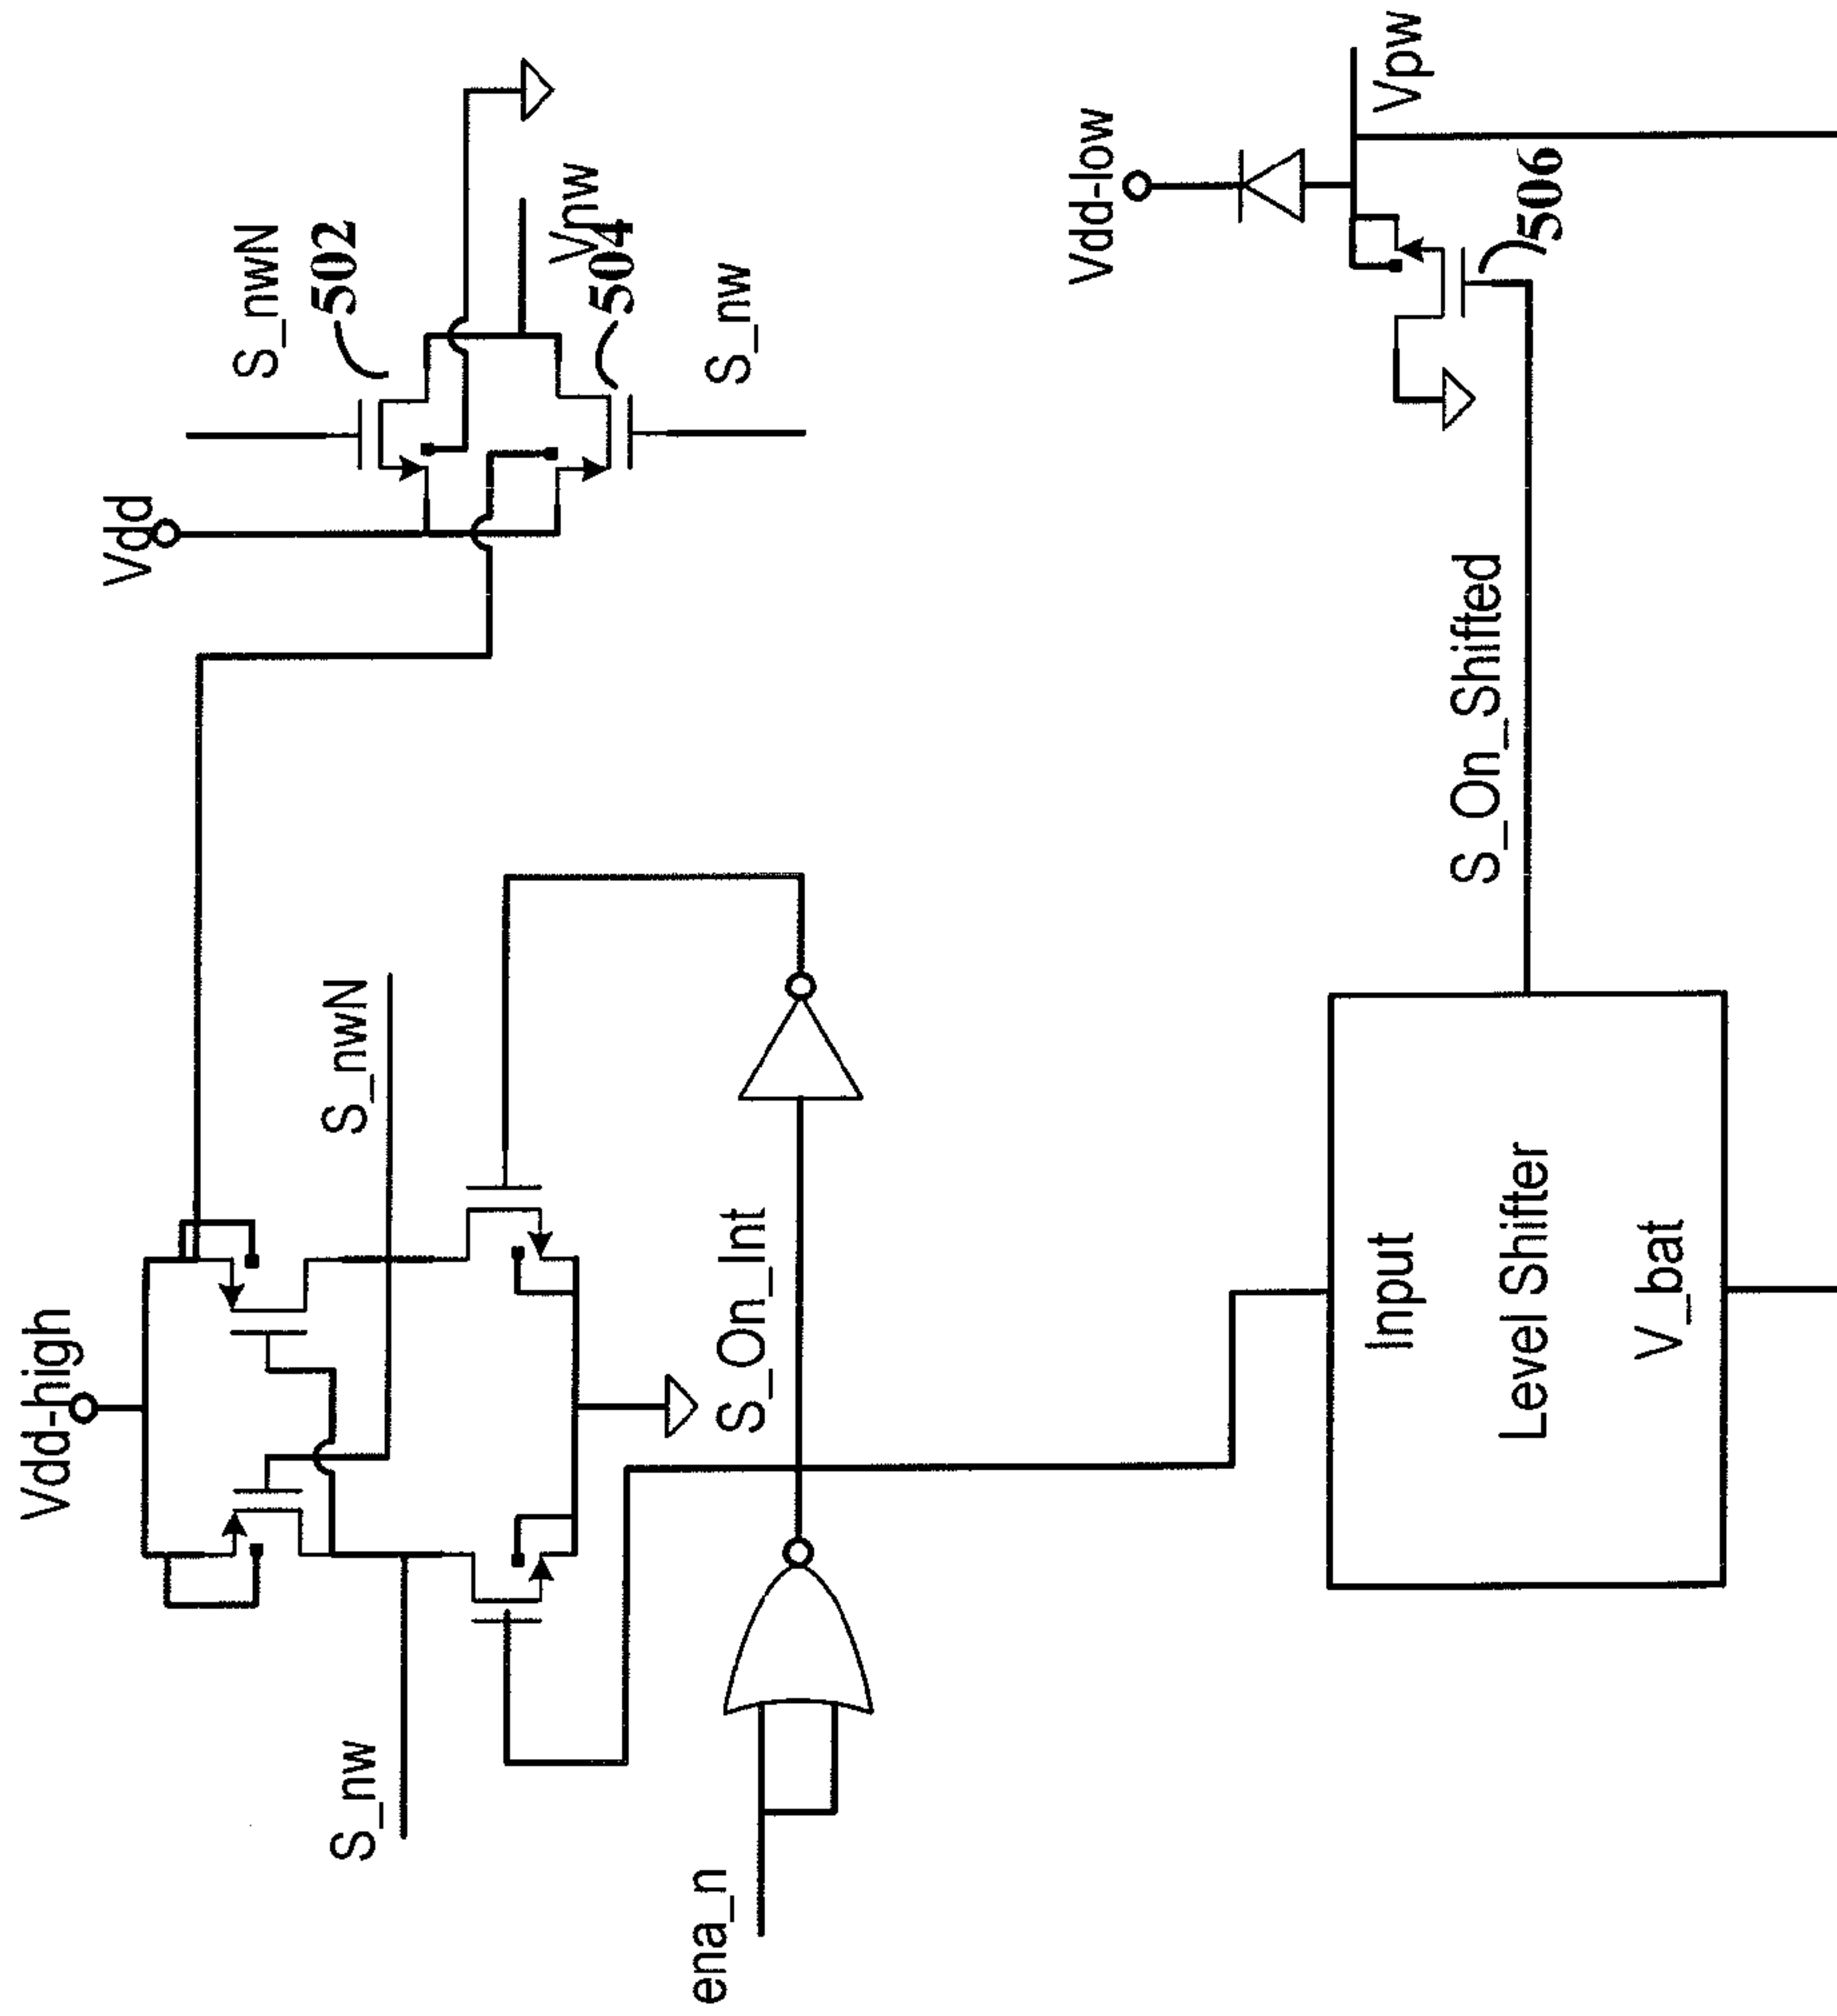 Vdd-high
S_nwN
S_nw
Vdd
S_nwN
502
Vnw
504
S_nw
ena_n
S_On_Int
Input
Level Shifter
V_bat
S_On_Shifted
Vdd-low
Vpw
506